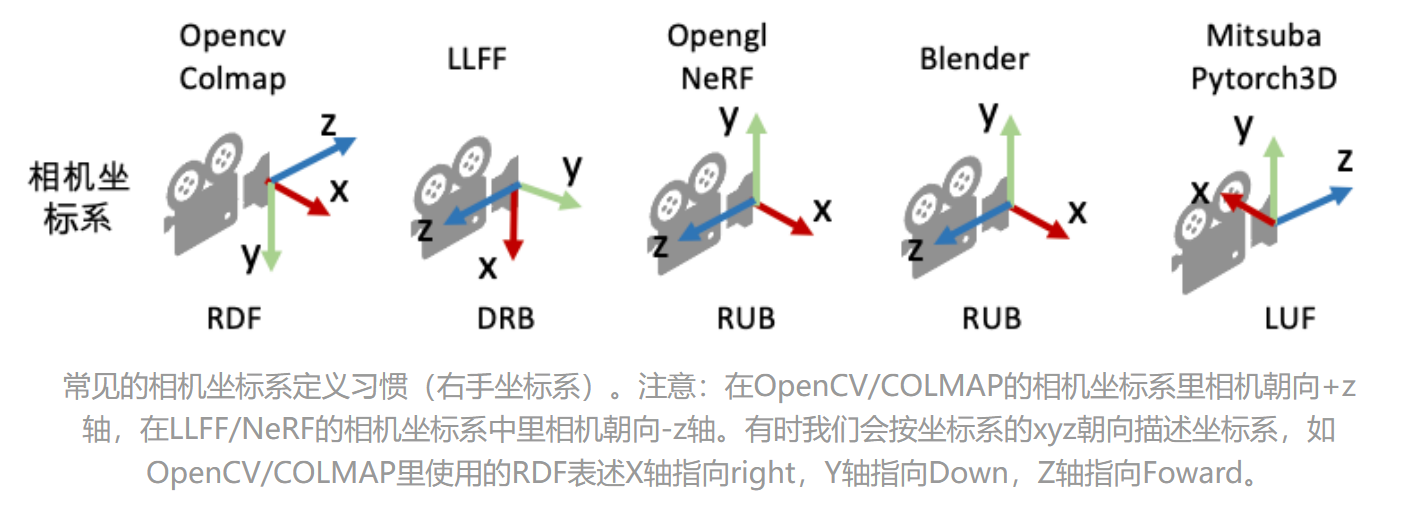 Opencv
Colmap
LLFF
Opengl
NeRF
Blender
Mitsuba
Pytorch3D
相机坐
标系
z
x
y
y
z
x
y
x
z
y
x
z
y
z
x
RDF
DRB
RUB
RUB
LUF
常见的相机坐标系定义习惯（右手坐标系）。注意：在OpenCV/COLMAP的相机坐标系里相机朝向+z
轴，在LLFF/NeRF的相机坐标系中里相机朝向-z轴。有时我们会按坐标系的xyz朝向描述坐标系，如
OpenCV/COLMAP里使用的RDF表述X轴指向right，Y轴指向Down，Z轴指向Foward。